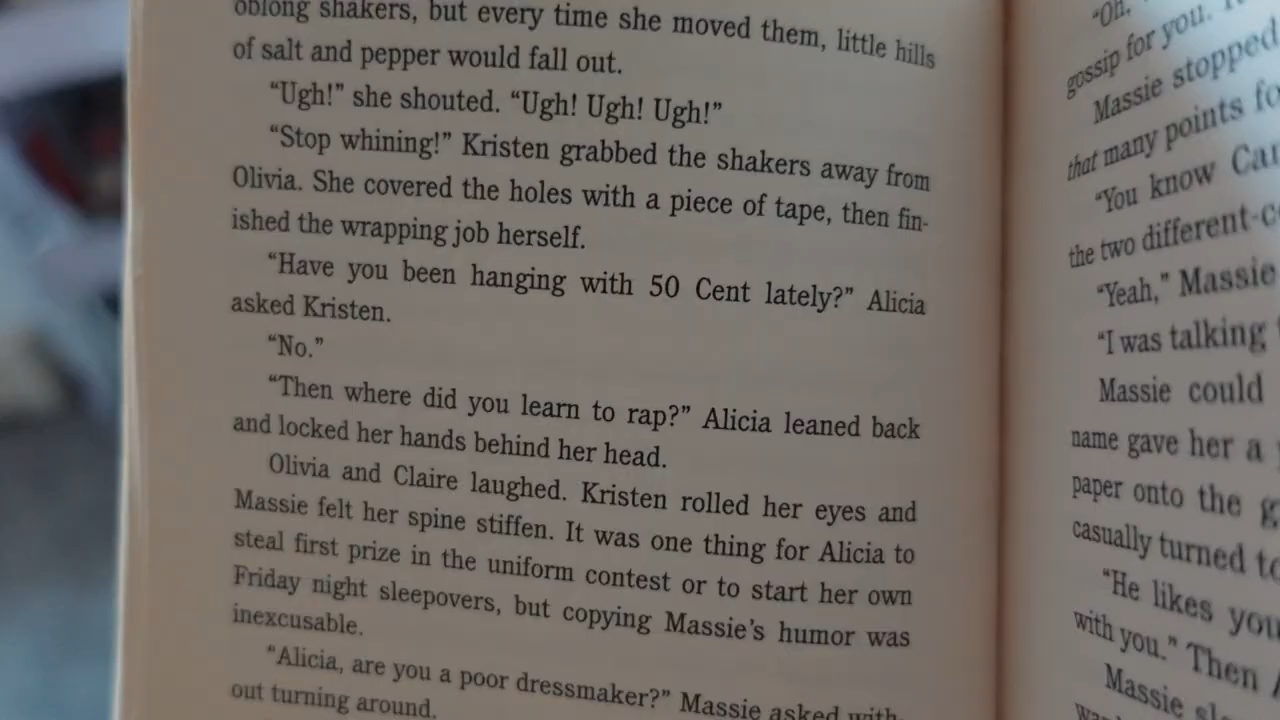 oblong shakers, but every time she moved them, little hills
of salt and pepper would fall out.
“Ugh!” she shouted. “Ugh! Ugh! Ugh!”
“Stop whining!” Kristen grabbed the shakers away from
Olivia. She covered the holes with a piece of tape, then fin-
ished the wrapping job herself.
“Have you been hanging with 50 Cent lately?” Alicia
asked Kristen.
“No.”
“Then where did you learn to rap?” Alicia leaned back
and locked her hands behind her head.
Olivia and Claire laughed. Kristen rolled her eyes and
Massie felt her spine stiffen. It was one thing for Alicia to
steal first prize in the uniform contest or to start her own
Friday night sleepovers, but copying Massie’s humor was
inexcusable.
“Alicia, are you a poor dressmaker?” Massie asked with-
out turning around.
“Oh,
gossip for you.
Massie stopped
that many points
“You know
the two
“Yeah,” Massie
“I was talking
Massie could
name gave her a
paper onto the
casually turned
“He likes you
with you.” Then
Massie